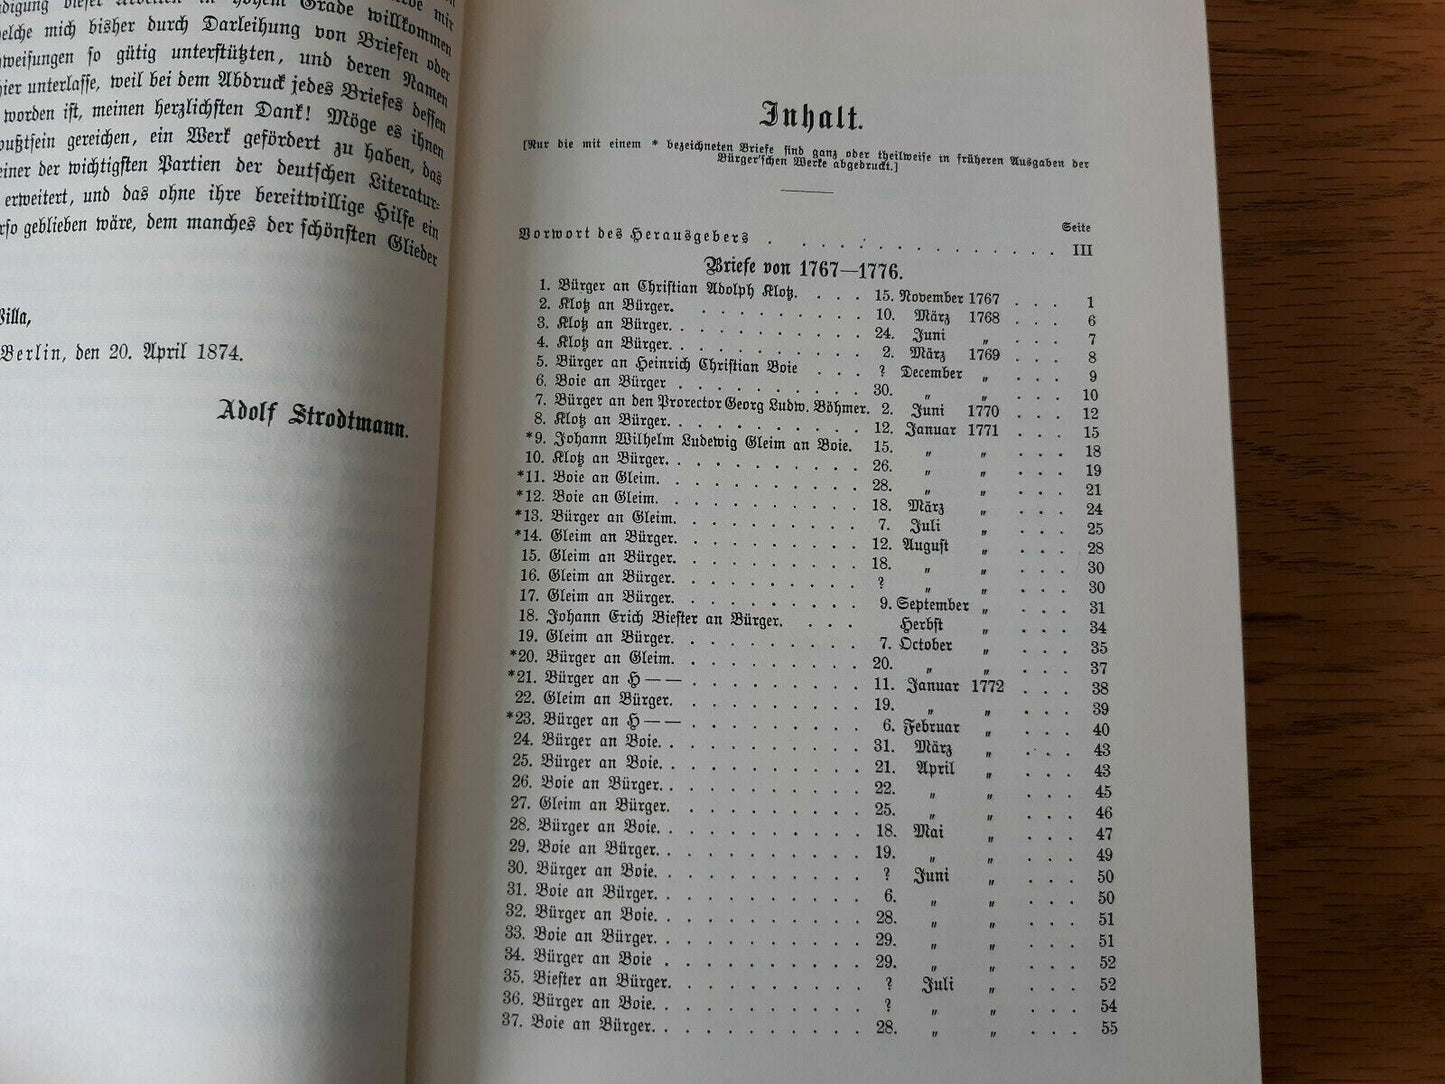 dieser Arbeiten in hohem Grade willkommen
welche mich bisher durch Darleihung von Briefen oder
so gütig unterstützten, und deren Namen
hier unterlasse, weil bei dem Abdruck jedes Briefes dessen
worden ist, meinen herzlichsten Dank! Möge es ihnen
gereichen, ein Werk gefördert zu haben, das
einer der wichtigsten Partien der deutschen Literatur-
erweitert, und das ohne ihre bereitwillige Hilfe ein
geblieben wäre, dem manches der schönsten Glieder
Villa,
Berlin, den 20. April 1874.
Adolf Strodtmann.
Inhalt.
[Nur die mit einem * bezeichneten Briefe sind ganz oder theilweise in früheren Ausgaben der
Bürger'schen Werke abgedruckt.]
Seite
Vorwort des Herausgebers . . . . . . . . . . . . . . III
Briefe von 1767—1776.
1. Bürger an Christian Adolph Klotz. . . . 15. November 1767 . . . 1
2. Klotz an Bürger. . . . . . . . . 10. März 1768 . . . 6
3. Klotz an Bürger. . . . . . . . . . 24. Juni „ . . . 7
4. Klotz an Bürger. . . . . . . . . . 2. März 1769 . . . 8
5. Bürger an Heinrich Christian Boie . . . ? December „ . . . 9
6. Boie an Bürger . . . . . . . . . 30. „ „ . . . 10
7. Bürger an den Prorector Georg Ludw. Böhmer. 2. Juni 1770 . . . 12
8. Klotz an Bürger. . . . . . . . . . 12. Januar 1771 . . . 15
*9. Johann Wilhelm Ludewig Gleim an Boie. 15. „ „ . . . 18
10. Klotz an Bürger. . . . . . . . . . 26. „ „ . . . 19
*11. Boie an Gleim. . . . . . . . . . 28. „ „ . . . 21
*12. Boie an Gleim. . . . . . . . . . 18. März „ . . . 24
*13. Bürger an Gleim. . . . . . . . . 7. Juli „ . . . 25
*14. Gleim an Bürger. . . . . . . . . 12. August „ . . . 28
15. Gleim an Bürger. . . . . . . . . 18. „ „ . . . 30
16. Gleim an Bürger. . . . . . . . . ? „ „ . . . 30
17. Gleim an Bürger. . . . . . . . . 9. September „ . . . 31
18. Johann Erich Biester an Bürger. . . . Herbst „ . . . 34
19. Gleim an Bürger. . . . . . . . . 7. October „ . . . 35
*20. Bürger an Gleim. . . . . . . . . 20. „ „ . . . 37
*21. Bürger an H — — . . . . . . . . 11. Januar 1772 . . . 38
22. Gleim an Bürger. . . . . . . . . 19. „ „ . . . 39
*23. Bürger an H — — . . . . . . . . 6. Februar „ . . . 40
24. Bürger an Boie. . . . . . . . . . 31. März „ . . . 43
25. Bürger an Boie. . . . . . . . . . 21. April „ . . . 43
26. Boie an Bürger. . . . . . . . . . 22. „ „ . . . 45
27. Gleim an Bürger. . . . . . . . . 25. „ „ . . . 46
28. Bürger an Boie. . . . . . . . . . 18. Mai „ . . . 47
29. Boie an Bürger. . . . . . . . . . 19. „ „ . . . 49
30. Bürger an Boie. . . . . . . . . . ? Juni „ . . . 50
31. Boie an Bürger. . . . . . . . . . 6. „ „ . . . 50
32. Bürger an Boie. . . . . . . . . . 28. „ „ . . . 51
33. Boie an Bürger. . . . . . . . . . 29. „ „ . . . 51
34. Bürger an Boie . . . . . . . . . 29. „ „ . . . 52
35. Biester an Bürger. . . . . . . . . ? Juli „ . . . 52
36. Bürger an Boie. . . . . . . . . . ? „ „ . . . 54
37. Boie an Bürger. . . . . . . . . . 28. „ „ . . . 55